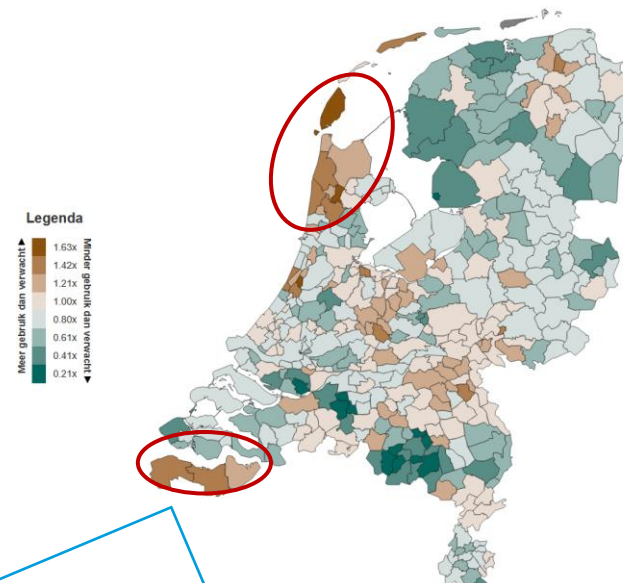 Legenda
Meer gebruik dan verwacht ▶
1.63x
1.42x
1.21x
1.00x
0.80x
0.61x
0.41x
0.21x
Minder gebruik dan verwacht ▶